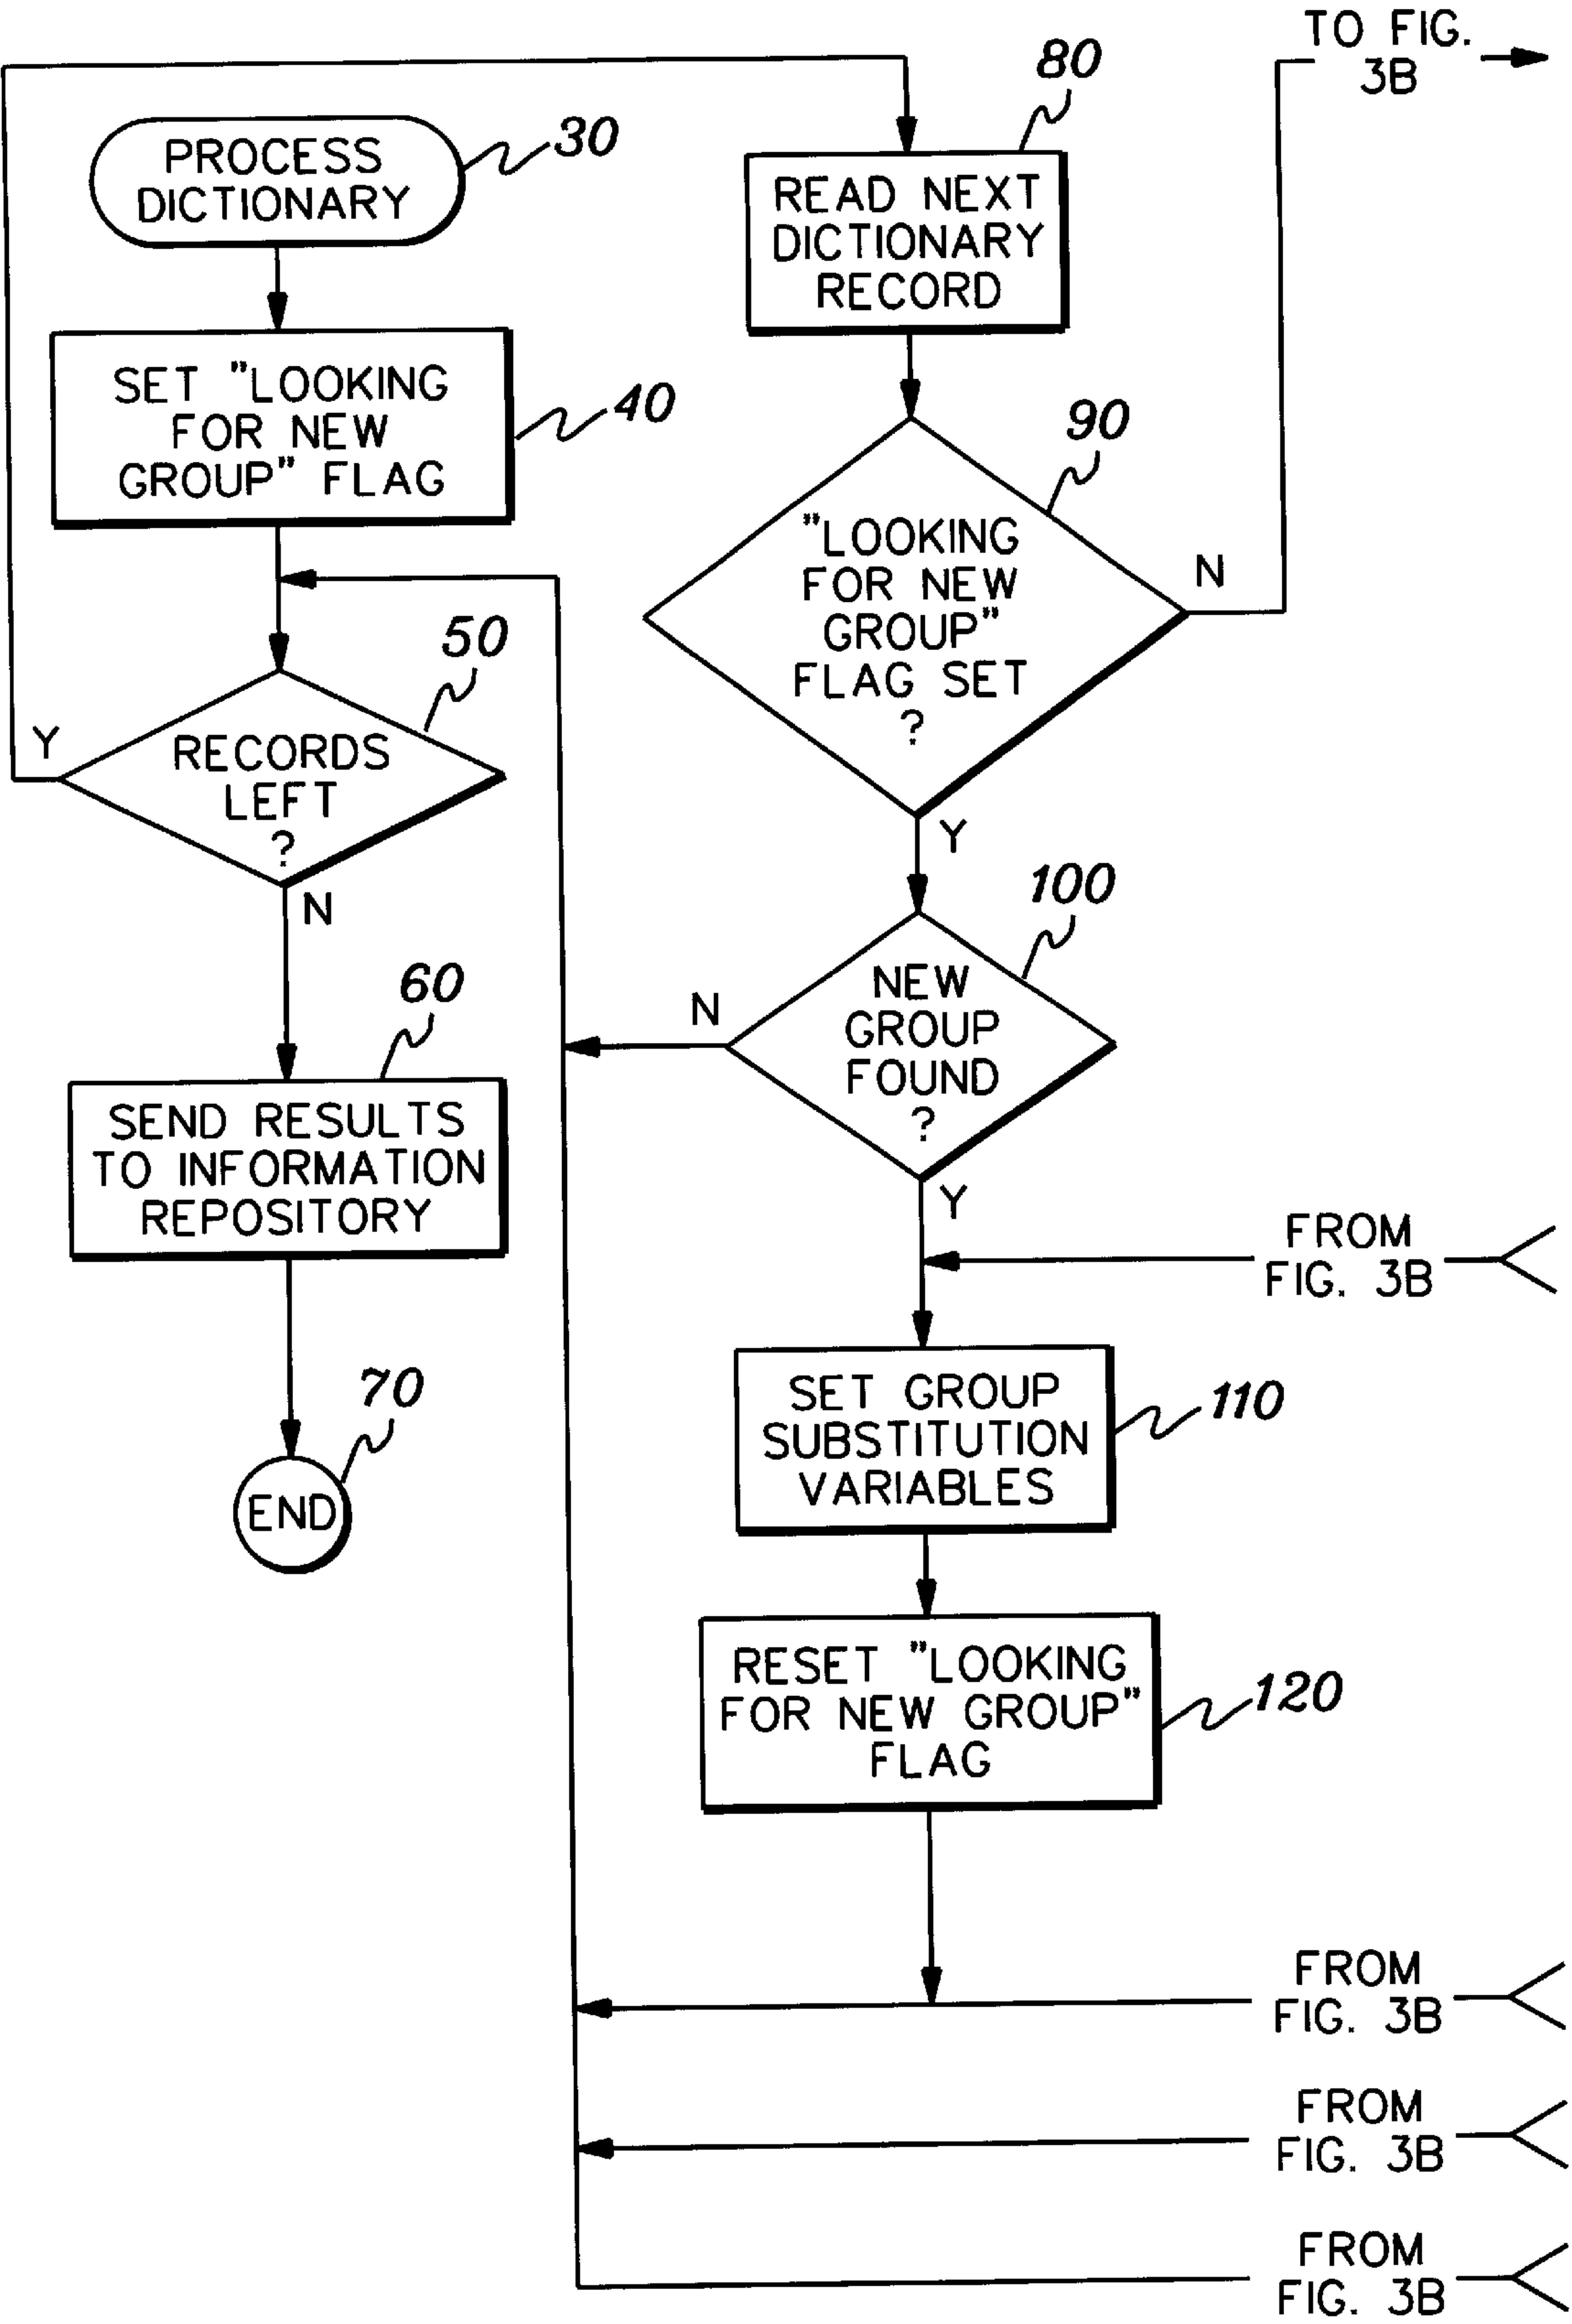 PROCESS
DICTIONARY
30
SET "LOOKING
FOR NEW
GROUP" FLAG
40
50
Y
RECORDS
LEFT
?
N
60
SEND RESULTS
TO INFORMATION
REPOSITORY
70
END
80
READ NEXT
DICTIONARY
RECORD
90
"LOOKING
FOR NEW
GROUP"
FLAG SET
?
N
TO FIG.
3B
Y
100
NEW
GROUP
FOUND
?
N
Y
FROM
FIG. 3B
SET GROUP
SUBSTITUTION
VARIABLES
110
RESET "LOOKING
FOR NEW GROUP"
FLAG
120
FROM
FIG. 3B
FROM
FIG. 3B
FROM
FIG. 3B